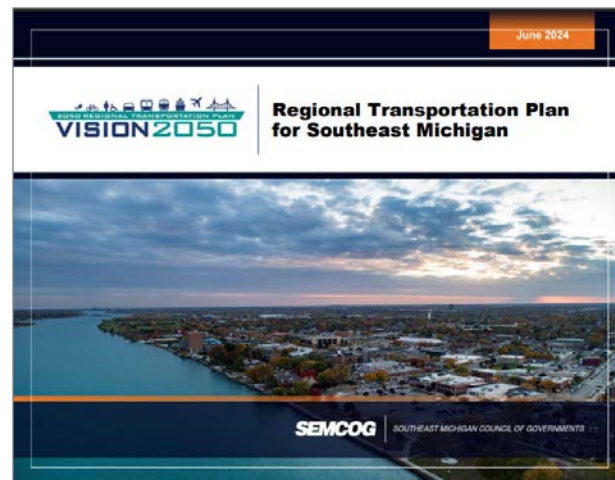 June 2024
2050 REGIONAL TRANSPORTATION PLAN
VISION2050
Regional Transportation Plan
for Southeast Michigan
SEMCOG
SOUTHEAST MICHIGAN COUNCIL OF GOVERNMENTS